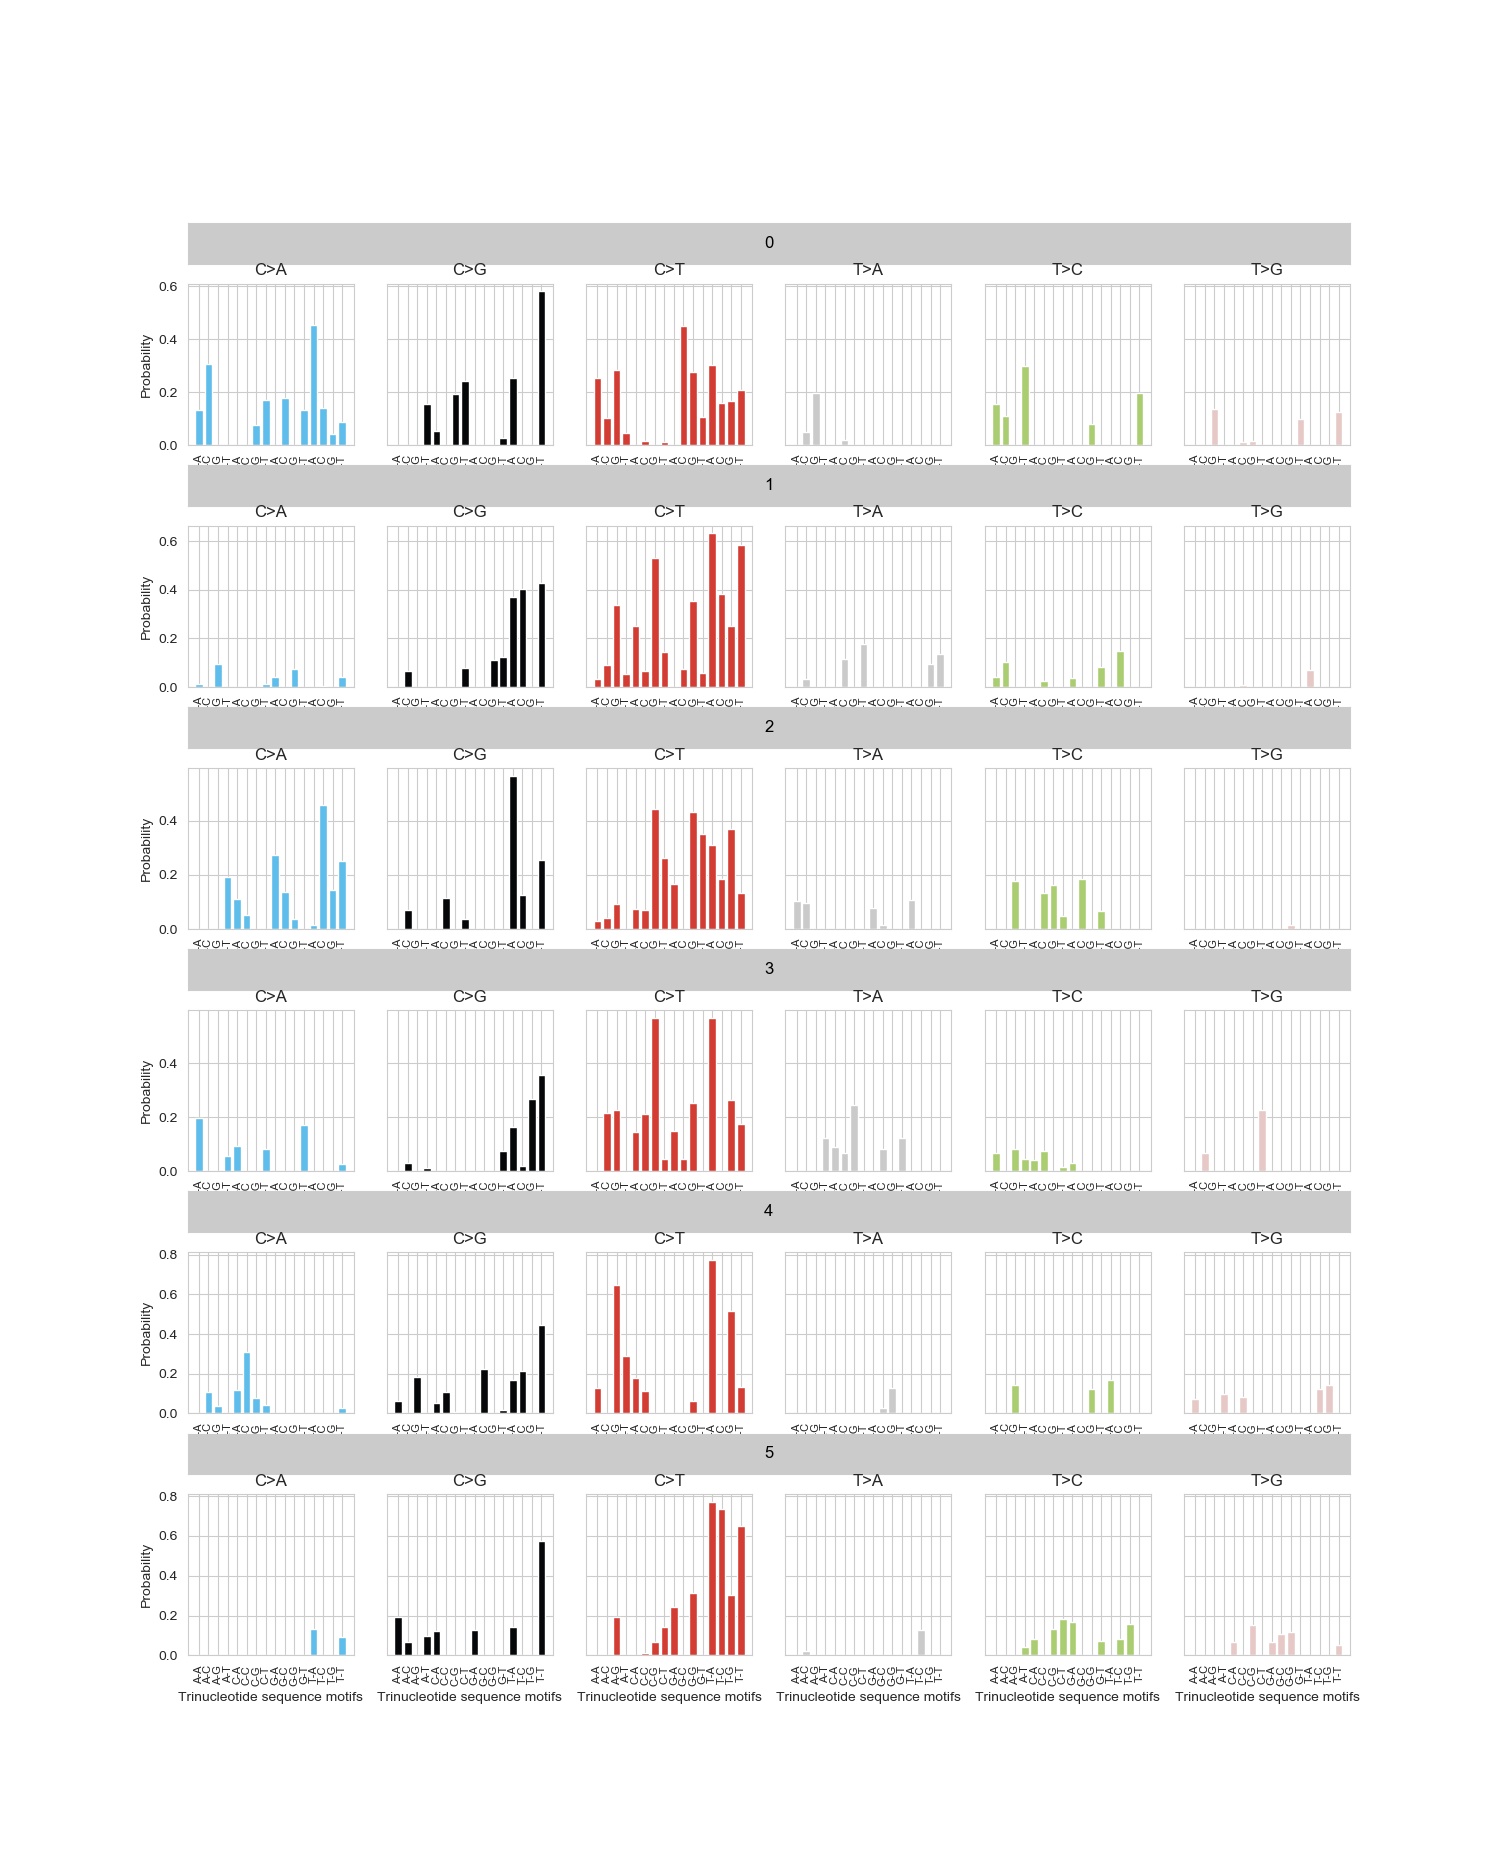 0
C>A C>G C>T T>A T>C T>G
0.6
0.4
0.2
0.0
Probability
1
C>A C>G C>T T>A T>C T>G
0.6
0.4
0.2
0.0
Probability
2
C>A C>G C>T T>A T>C T>G
0.4
0.2
0.0
Probability
3
C>A C>G C>T T>A T>C T>G
0.4
0.2
0.0
Probability
4
C>A C>G C>T T>A T>C T>G
0.8
0.6
0.4
0.2
0.0
Probability
5
C>A C>G C>T T>A T>C T>G
0.8
0.6
0.4
0.2
0.0
Probability
A-A A-C A-G A-T C-A C-C C-G C-T G-A G-C G-G G-T T-A T-C T-G T-T
A-A A-C A-G A-T C-A C-C C-G C-T G-A G-C G-G G-T T-A T-C T-G T-T
A-A A-C A-G A-T C-A C-C C-G C-T G-A G-C G-G G-T T-A T-C T-G T-T
A-A A-C A-G A-T C-A C-C C-G C-T G-A G-C G-G G-T T-A T-C T-G T-T
A-A A-C A-G A-T C-A C-C C-G C-T G-A G-C G-G G-T T-A T-C T-G T-T
A-A A-C A-G A-T C-A C-C C-G C-T G-A G-C G-G G-T T-A T-C T-G T-T
Trinucleotide sequence motifs Trinucleotide sequence motifs Trinucleotide sequence motifs Trinucleotide sequence motifs Trinucleotide sequence motifs Trinucleotide sequence motifs